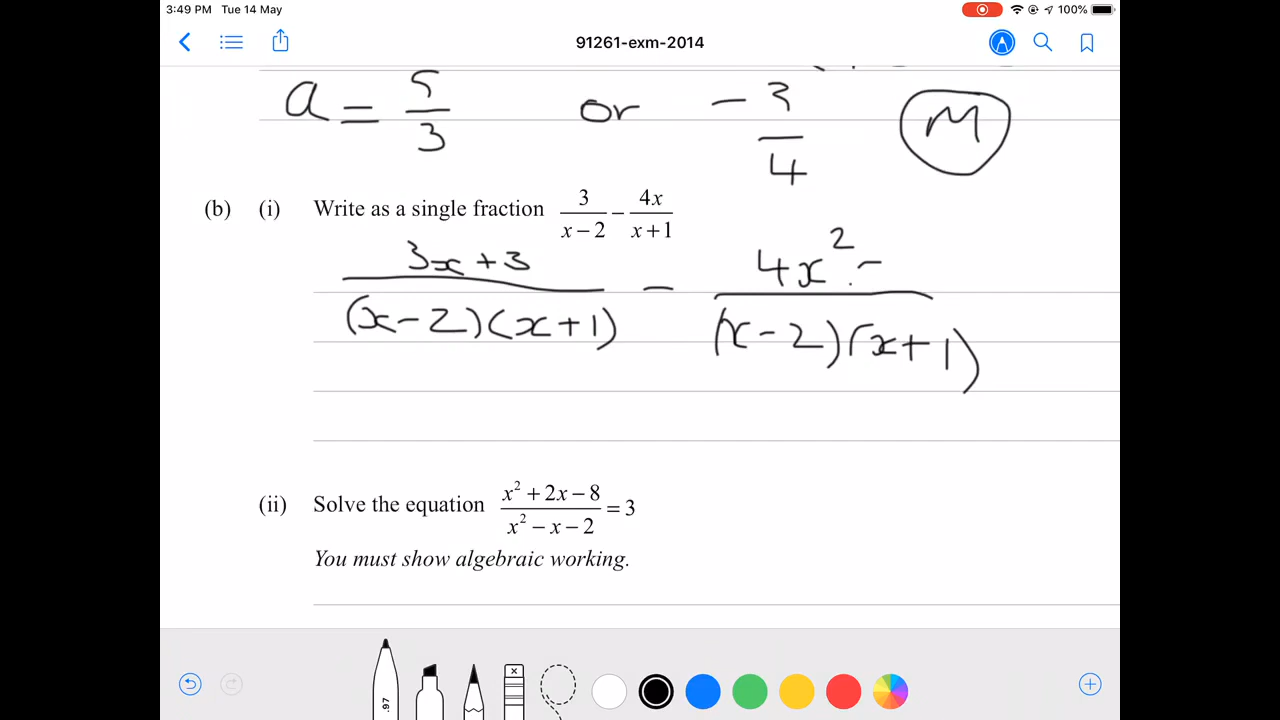 3:49 PM Tue 14 May 100%
91261-exm-2014
a = 5/3 or -3/4 M
(b) (i) Write as a single fraction 3/(x – 2) – 4x/(x + 1)
(3x + 3)/((x – 2)(x + 1)) – (4x² –)/((x – 2)(x + 1))
(ii) Solve the equation (x² + 2x – 8)/(x² – x – 2) = 3
You must show algebraic working.
.97